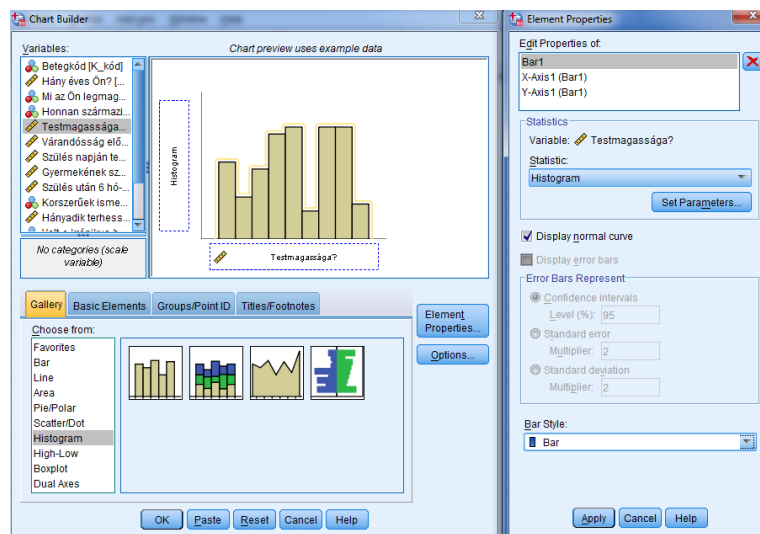 Chart Builder
Variables:
Betegkód [K_kód]
Hány éves Ön? [...
Mi az Ön legmag...
Honnan származi...
Testmagassága...
Várandósság elő...
Szülés napján te...
Gyermekének sz...
Szülés után 6 hó-...
Korszerűek isme...
Hányadik terhess...
No categories (scale
variable)
Chart preview uses example data
Histogram
Testmagassága?
Gallery
Basic Elements
Groups/Point ID
Titles/Footnotes
Choose from:
Favorites
Bar
Line
Area
Pie/Polar
Scatter/Dot
Histogram
High-Low
Boxplot
Dual Axes
Element
Properties...
Options...
OK
Paste
Reset
Cancel
Help
Element Properties
Edit Properties of:
Bar1
X-Axis1 (Bar1)
Y-Axis1 (Bar1)
Statistics
Variable: Testmagassága?
Statistic:
Histogram
Set Parameters...
Display normal curve
Display error bars
Error Bars Represent
Confidence intervals
Level (%): 95
Standard error
Multiplier: 2
Standard deviation
Multiplier: 2
Bar Style:
Bar
Apply
Cancel
Help